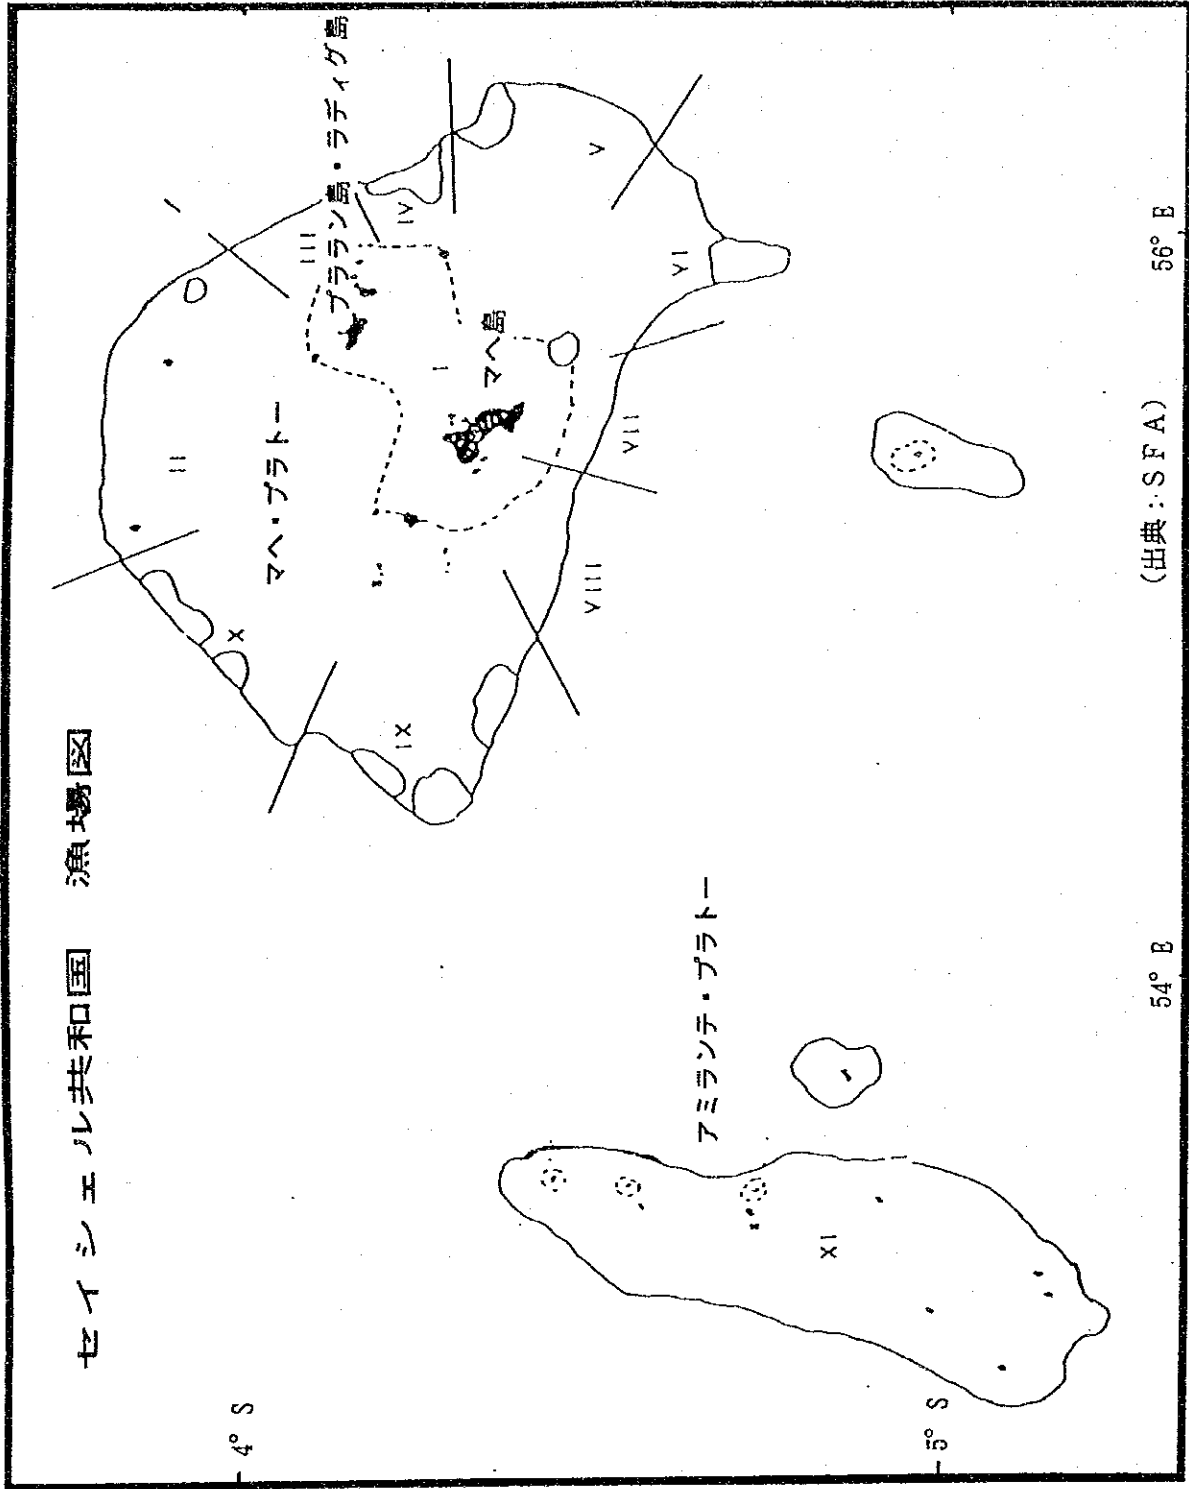 セイシェル共和国 漁場図
プララン島・ラディグ島
マヘ・プラトー
マヘ島
アミランテ・プラトー
I
II
III
IV
V
VI
VII
VIII
IX
X
XI
4° S
5° S
54° E
56° E
(出典:SFA)